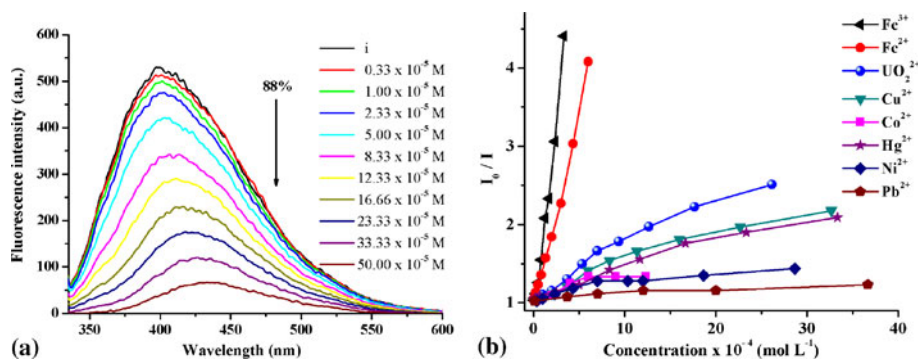 600
500
400
300
200
100
0
Fluorescence intensity (a.u.)
350 400 450 500 550 600
Wavelength (nm)
88%
i
0.33 x 10⁻⁵ M
1.00 x 10⁻⁵ M
2.33 x 10⁻⁵ M
5.00 x 10⁻⁵ M
8.33 x 10⁻⁵ M
12.33 x 10⁻⁵ M
16.66 x 10⁻⁵ M
23.33 x 10⁻⁵ M
33.33 x 10⁻⁵ M
50.00 x 10⁻⁵ M
(a)
4
3
2
1
I₀ / I
0 10 20 30 40
Concentration x 10⁻⁴ (mol L⁻¹)
Fe³⁺
Fe²⁺
UO₂²⁺
Cu²⁺
Co²⁺
Hg²⁺
Ni²⁺
Pb²⁺
(b)